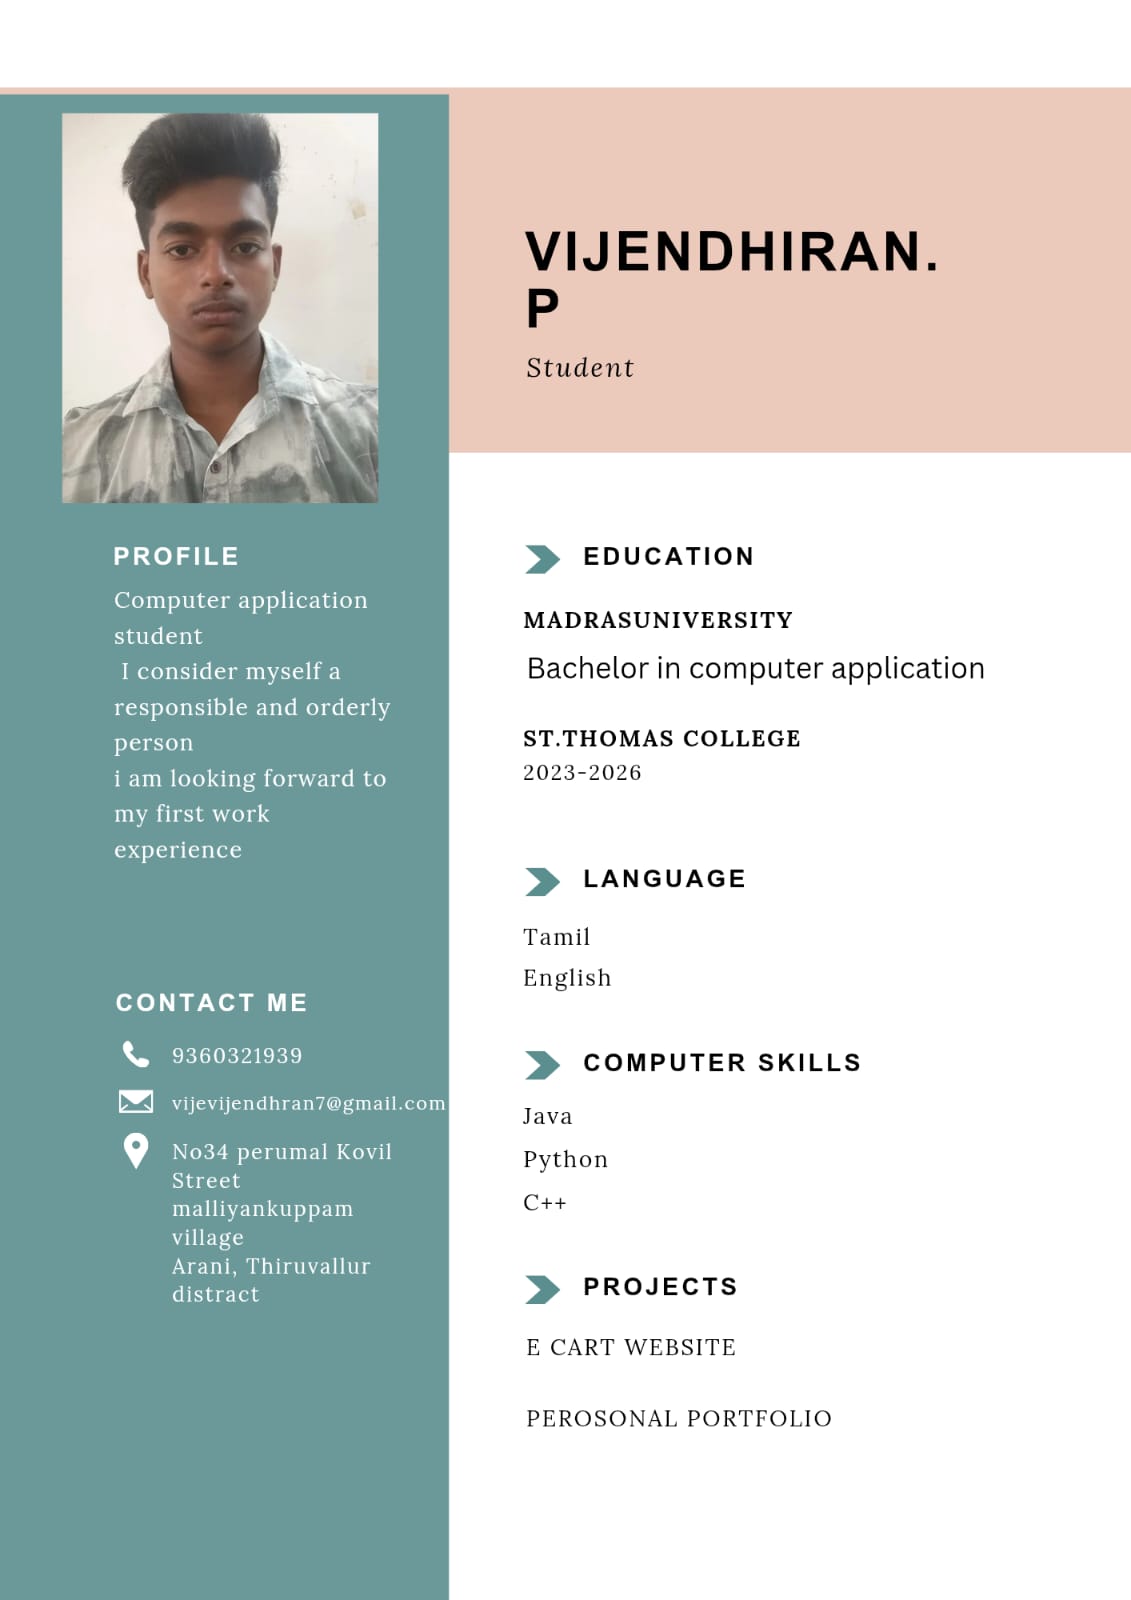 VIJENDHIRAN.
P
Student
PROFILE
Computer application
student
I consider myself a
responsible and orderly
person
i am looking forward to
my first work
experience
CONTACT ME
9360321939
vijevijendhran7@gmail.com
No34 perumal Kovil
Street
malliyankuppam
village
Arani, Thiruvallur
distract
EDUCATION
MADRASUNIVERSITY
Bachelor in computer application
ST.THOMAS COLLEGE
2023-2026
LANGUAGE
Tamil
English
COMPUTER SKILLS
Java
Python
C++
PROJECTS
E CART WEBSITE
PEROSONAL PORTFOLIO